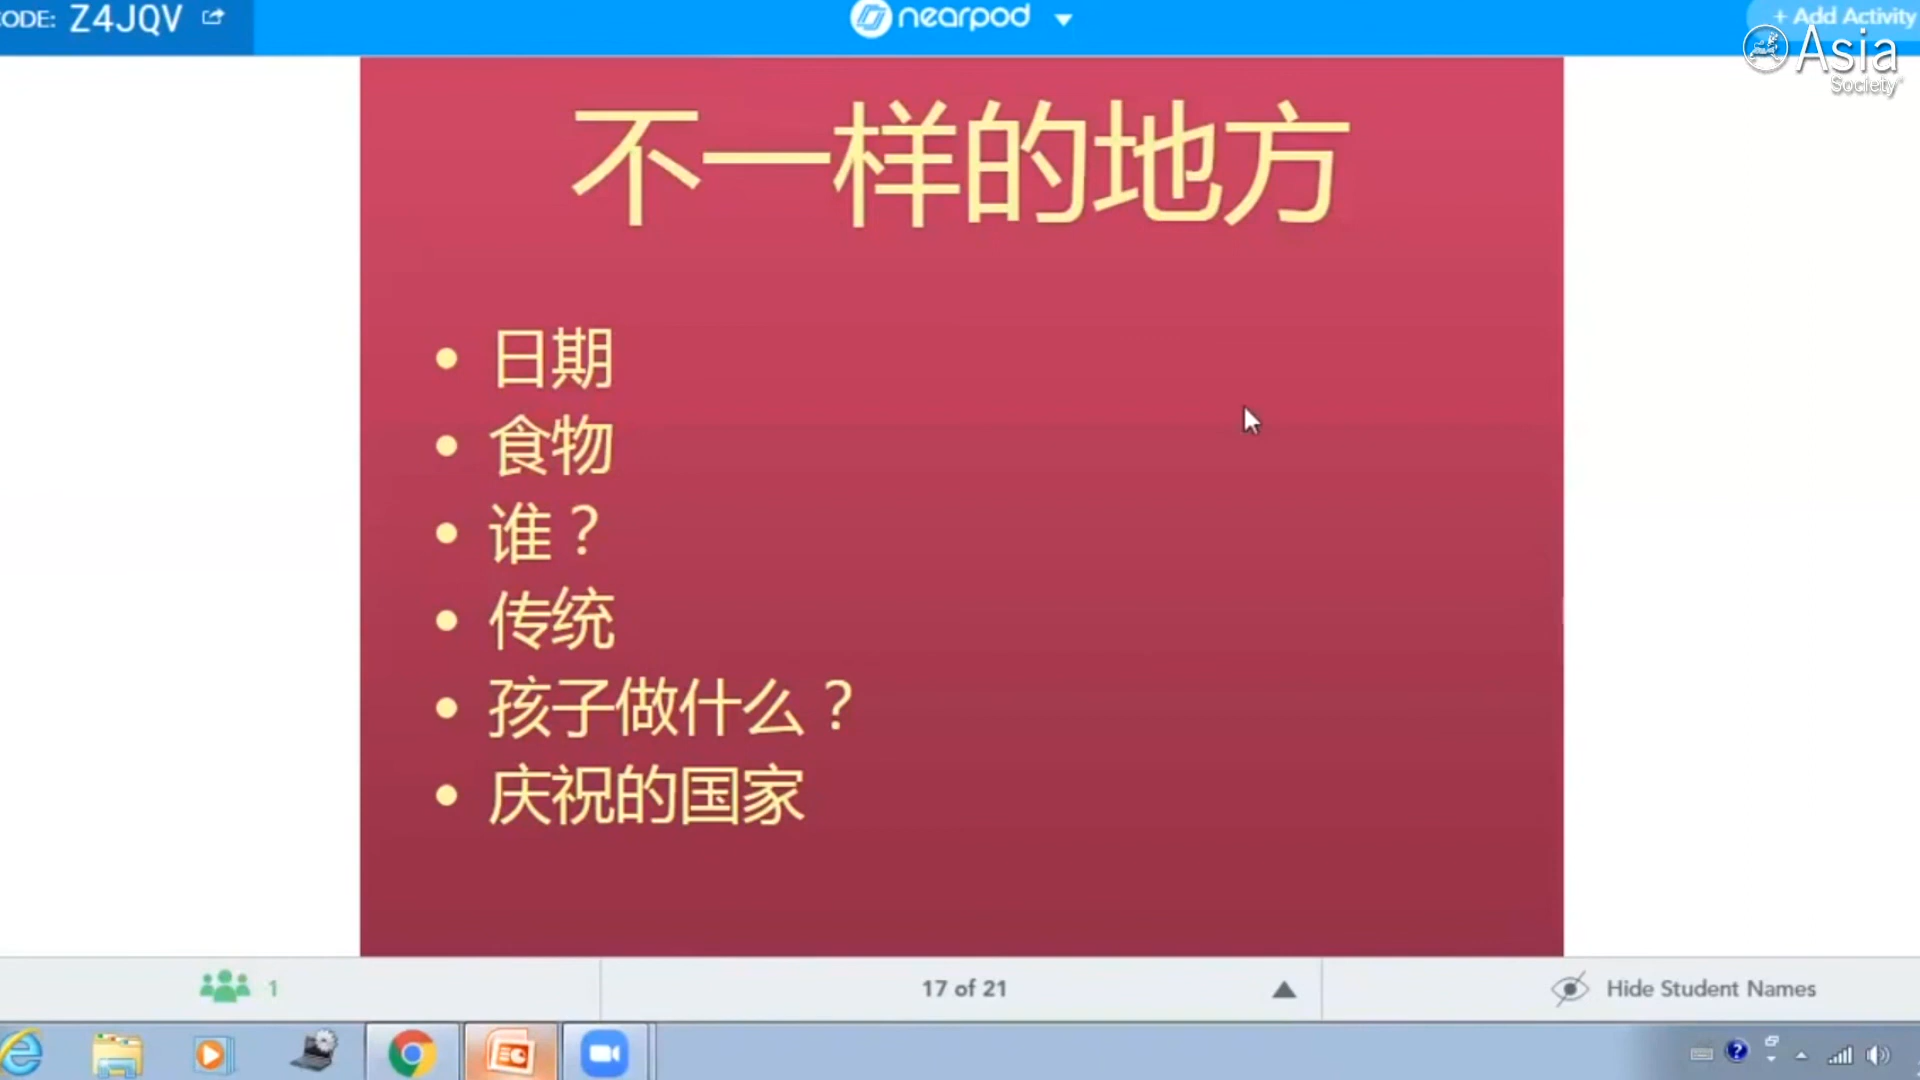 CODE: Z4JQV
nearpod
+ Add Activity
Asia
Society
不一样的地方
• 日期
• 食物
• 谁？
• 传统
• 孩子做什么？
• 庆祝的国家
1
17 of 21
Hide Student Names